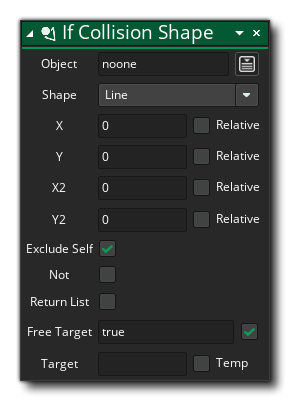 If Collision Shape
Object noone
Shape Line
X 0 Relative
Y 0 Relative
X2 0 Relative
Y2 0 Relative
Exclude Self
Not
Return List
Free Target true
Target Temp